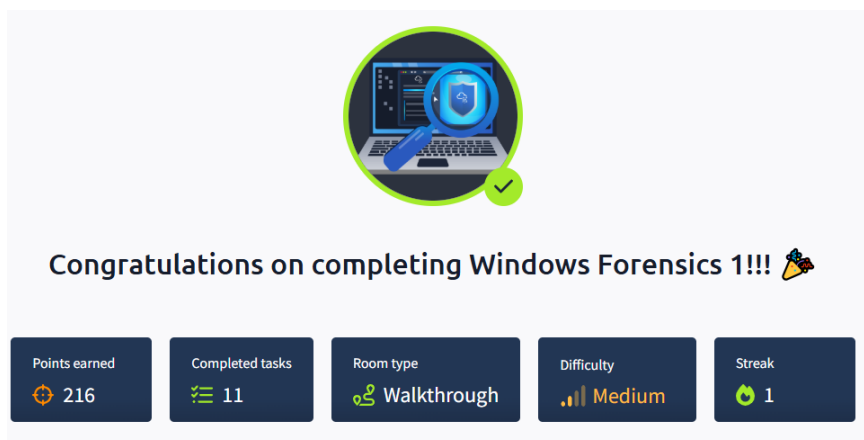 Congratulations on completing Windows Forensics 1!!! 🎉
Points earned
216
Completed tasks
11
Room type
Walkthrough
Difficulty
Medium
Streak
1